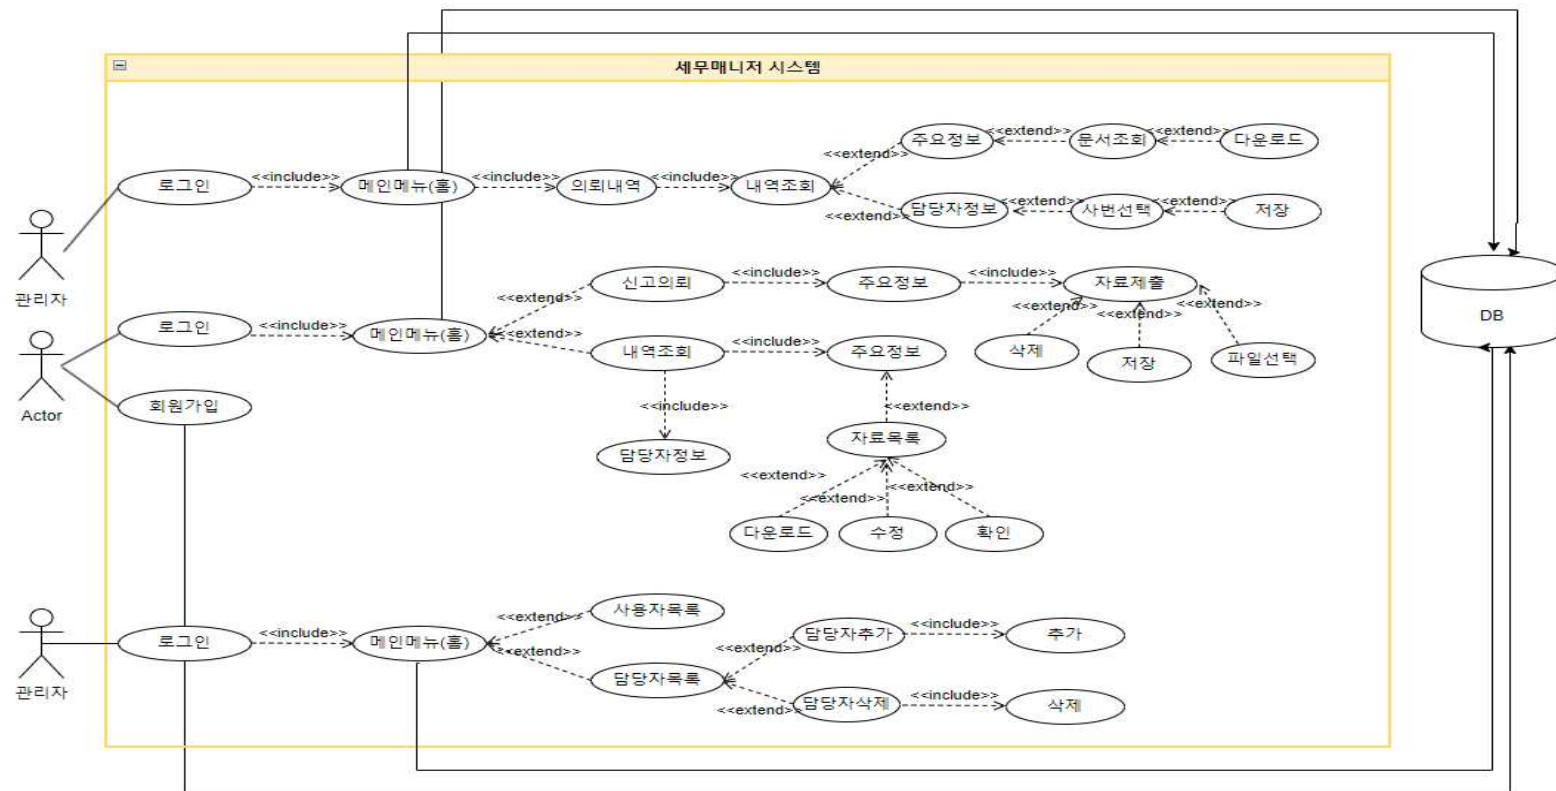 세무매니저 시스템
로그인
<<include>>
메인메뉴(홈)
<<include>>
의뢰내역
<<include>>
내역조회
<<extend>>
주요정보
<<extend>>
문서조회
<<extend>>
다운로드
<<extend>>
담당자정보
<<extend>>
사번선택
<<extend>>
저장
관리자
로그인
<<include>>
메인메뉴(홈)
<<extend>>
신고의뢰
<<include>>
주요정보
<<include>>
자료제출
<<extend>>
삭제
<<extend>>
저장
<<extend>>
파일선택
DB
<<extend>>
내역조회
<<include>>
주요정보
Actor
회원가입
<<include>>
담당자정보
<<extend>>
자료목록
<<extend>>
<<extend>>
<<extend>>
다운로드
수정
확인
로그인
<<include>>
메인메뉴(홈)
<<extend>>
사용자목록
<<extend>>
담당자목록
<<extend>>
담당자추가
<<include>>
추가
<<extend>>
담당자삭제
<<include>>
삭제
관리자